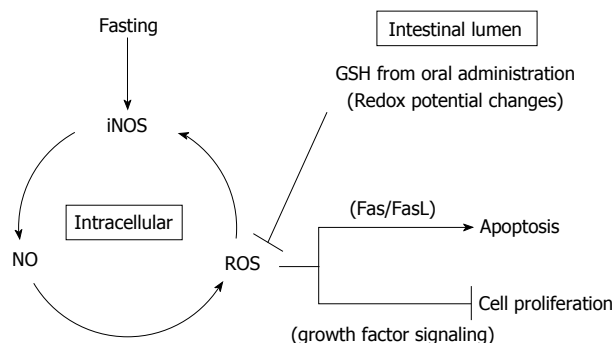 Fasting
Intestinal lumen
GSH from oral administration
(Redox potential changes)
iNOS
Intracellular
(Fas/FasL)
Apoptosis
NO
ROS
Cell proliferation
(growth factor signaling)